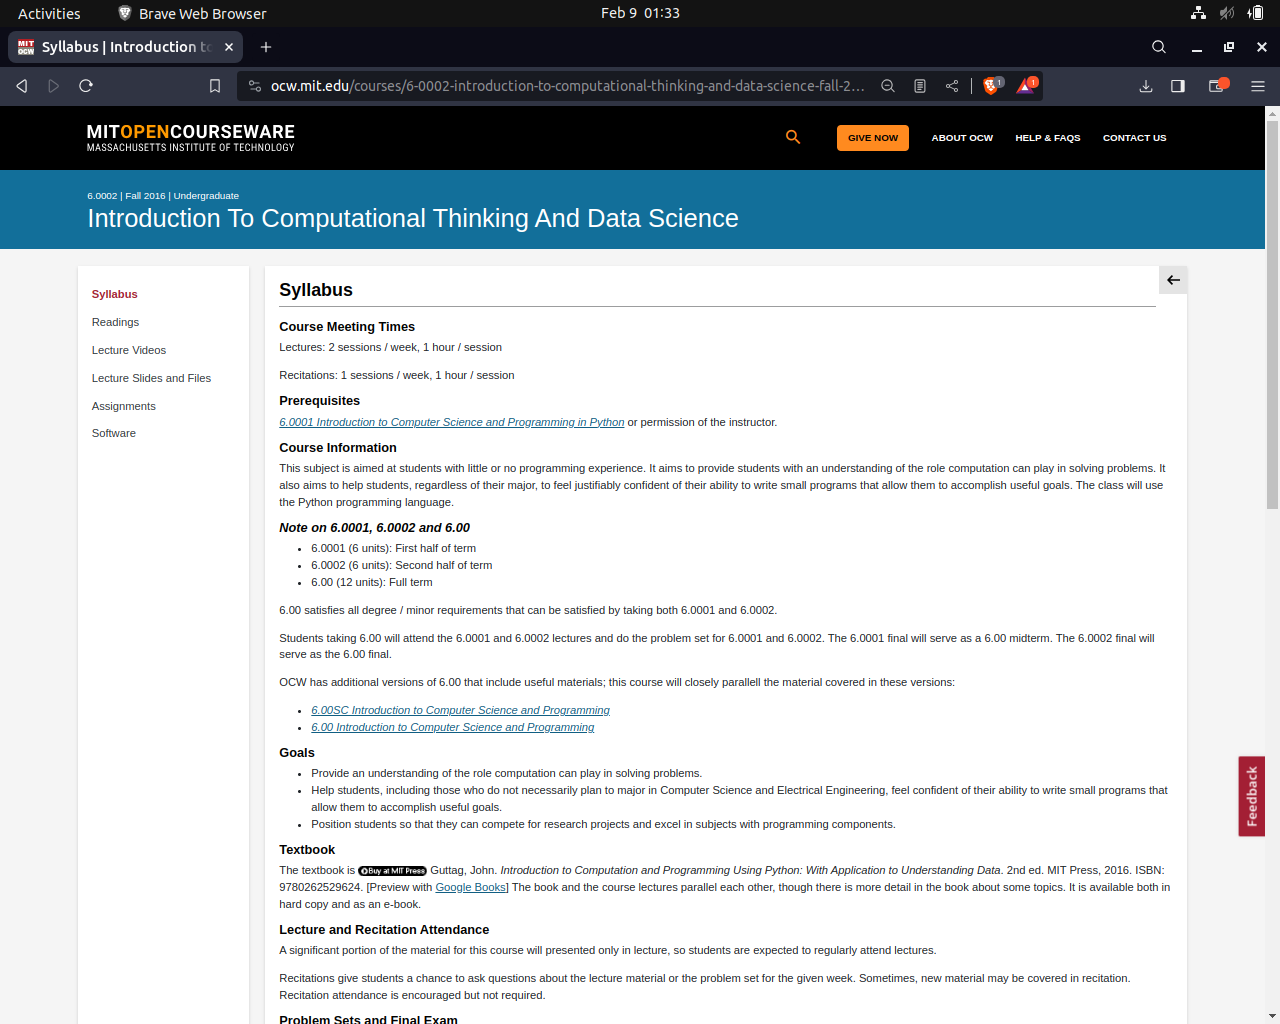 Activities
Brave Web Browser
Feb 9 01:33
MIT OCW
Syllabus | Introduction to
ocw.mit.edu/courses/6-0002-introduction-to-computational-thinking-and-data-science-fall-2…
1
1
MITOPENCOURSEWARE
MASSACHUSETTS INSTITUTE OF TECHNOLOGY
GIVE NOW
ABOUT OCW
HELP & FAQS
CONTACT US
6.0002 | Fall 2016 | Undergraduate
Introduction To Computational Thinking And Data Science
Syllabus
Readings
Lecture Videos
Lecture Slides and Files
Assignments
Software
Syllabus
Course Meeting Times
Lectures: 2 sessions / week, 1 hour / session
Recitations: 1 sessions / week, 1 hour / session
Prerequisites
6.0001 Introduction to Computer Science and Programming in Python or permission of the instructor.
Course Information
This subject is aimed at students with little or no programming experience. It aims to provide students with an understanding of the role computation can play in solving problems. It
also aims to help students, regardless of their major, to feel justifiably confident of their ability to write small programs that allow them to accomplish useful goals. The class will use
the Python programming language.
Note on 6.0001, 6.0002 and 6.00
• 6.0001 (6 units): First half of term
• 6.0002 (6 units): Second half of term
• 6.00 (12 units): Full term
6.00 satisfies all degree / minor requirements that can be satisfied by taking both 6.0001 and 6.0002.
Students taking 6.00 will attend the 6.0001 and 6.0002 lectures and do the problem set for 6.0001 and 6.0002. The 6.0001 final will serve as a 6.00 midterm. The 6.0002 final will
serve as the 6.00 final.
OCW has additional versions of 6.00 that include useful materials; this course will closely parallell the material covered in these versions:
• 6.00SC Introduction to Computer Science and Programming
• 6.00 Introduction to Computer Science and Programming
Goals
• Provide an understanding of the role computation can play in solving problems.
• Help students, including those who do not necessarily plan to major in Computer Science and Electrical Engineering, feel confident of their ability to write small programs that
allow them to accomplish useful goals.
• Position students so that they can compete for research projects and excel in subjects with programming components.
Textbook
The textbook is Buy at MIT Press Guttag, John. Introduction to Computation and Programming Using Python: With Application to Understanding Data. 2nd ed. MIT Press, 2016. ISBN:
9780262529624. [Preview with Google Books] The book and the course lectures parallel each other, though there is more detail in the book about some topics. It is available both in
hard copy and as an e-book.
Lecture and Recitation Attendance
A significant portion of the material for this course will presented only in lecture, so students are expected to regularly attend lectures.
Recitations give students a chance to ask questions about the lecture material or the problem set for the given week. Sometimes, new material may be covered in recitation.
Recitation attendance is encouraged but not required.
Problem Sets and Final Exam
Feedback